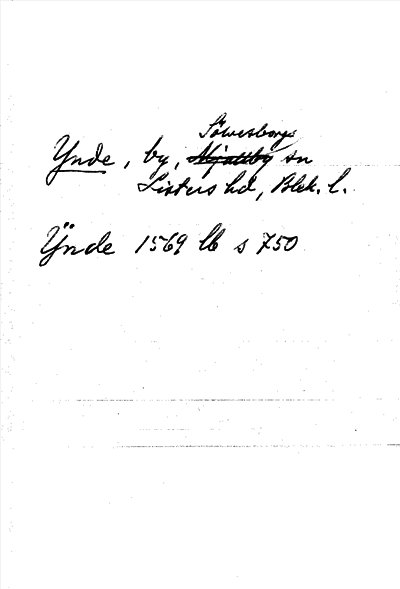 Sölvesborgs
Ynde, by, Mjällby sn
Listers hd, Blek. l.
Ÿnde 1569 lb s 750